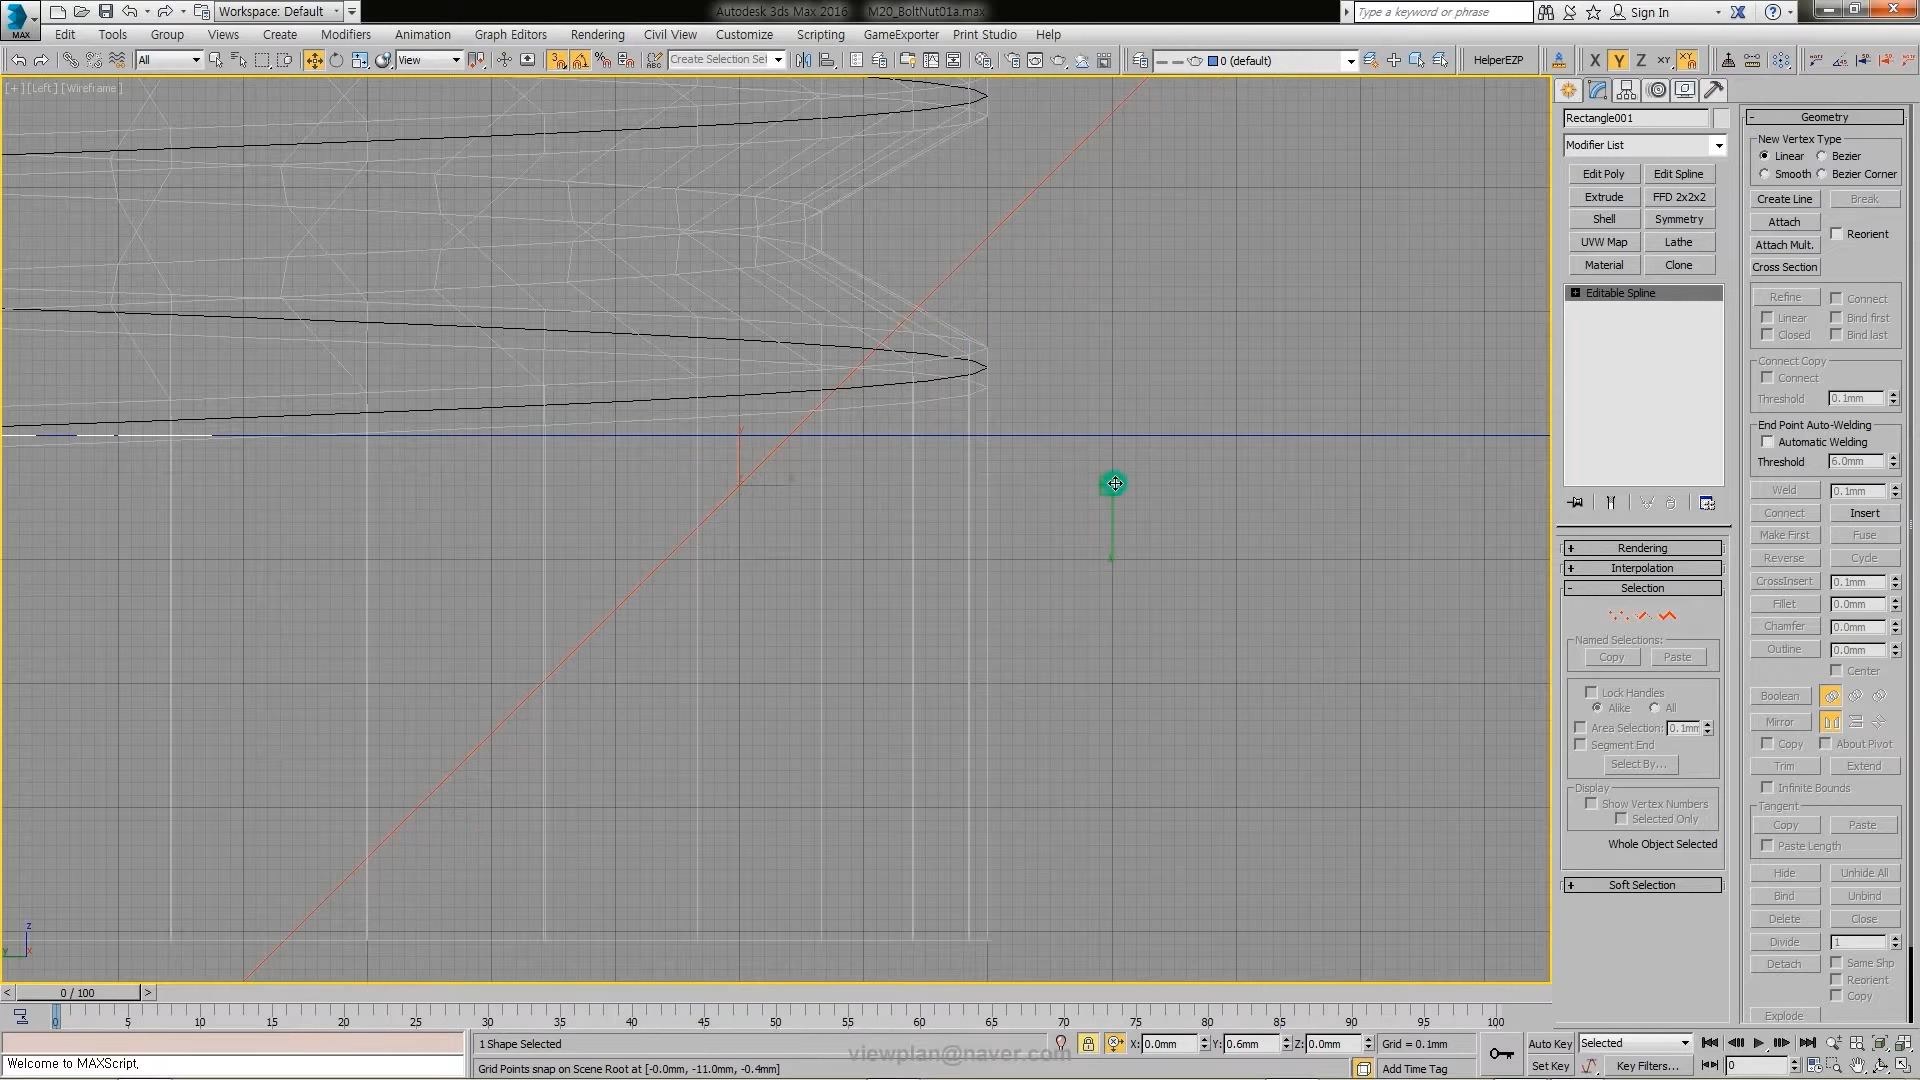 Workspace: Default
Autodesk 3ds Max 2016 M20_BoltNut01a.max
Type a keyword or phrase
Sign In
MAX
Edit Tools Group Views Create Modifiers Animation Graph Editors Rendering Civil View Customize Scripting GameExporter Print Studio Help
All
View
Create Selection Set
0 (default)
HelperEZP
X Y Z XY
[+] [Left] [Wireframe]
Rectangle001
Modifier List
Edit Poly Edit Spline
Extrude FFD 2x2x2
Shell Symmetry
UVW Map Lathe
Material Clone
Editable Spline
+ Rendering
+ Interpolation
- Selection
Named Selections:
Copy Paste
Lock Handles
Alike All
Area Selection: 0.1mm
Segment End
Select By...
Display
Show Vertex Numbers
Selected Only
Whole Object Selected
+ Soft Selection
- Geometry
New Vertex Type
Linear Bezier
Smooth Bezier Corner
Create Line Break
Attach
Reorient
Attach Mult.
Cross Section
Refine Connect
Linear Bind first
Closed Bind last
Connect Copy
Connect
Threshold 0.1mm
End Point Auto-Welding
Automatic Welding
Threshold 6.0mm
Weld 0.1mm
Connect Insert
Make First Fuse
Reverse Cycle
CrossInsert 0.1mm
Fillet 0.0mm
Chamfer 0.0mm
Outline 0.0mm
Center
Boolean
Mirror
Copy About Pivot
Trim Extend
Infinite Bounds
Tangent
Copy Paste
Paste Length
Hide Unhide All
Bind Unbind
Delete Close
Divide 1
Detach Same Shp
Reorient
Copy
Explode
z
y x
< 0 / 100 >
0 5 10 15 20 25 30 35 40 45 50 55 60 65 70 75 80 85 90 95 100
1 Shape Selected
X: 0.0mm Y: 0.6mm Z: 0.0mm Grid = 0.1mm
Auto Key Selected
Welcome to MAXScript,
Grid Points snap on Scene Root at [-0.0mm, -11.0mm, -0.4mm]
Add Time Tag
Set Key Key Filters... 0
viewplan@naver.com